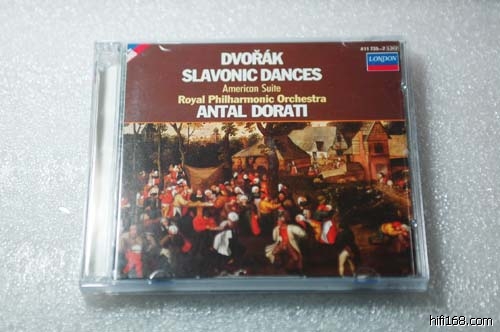 DVOŘÁK
SLAVONIC DANCES
American Suite
Royal Philharmonic Orchestra
ANTAL DORATI
LONDON
hifi168.com